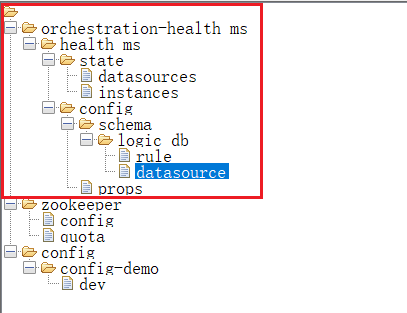 orchestration-health ms
health ms
state
datasources
instances
config
schema
logic db
rule
datasource
props
zookeeper
config
quota
config
config-demo
dev